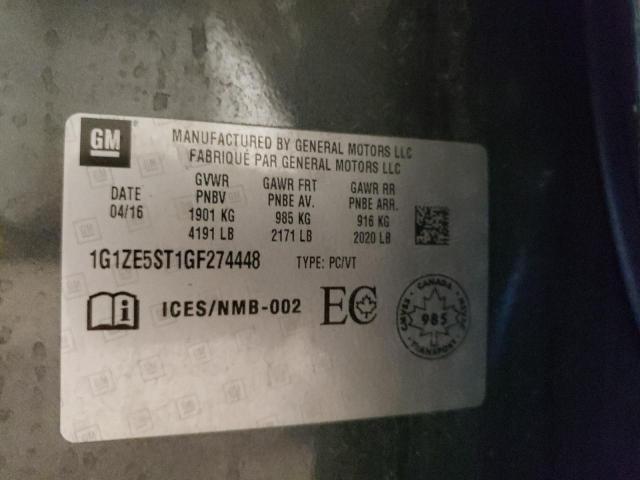 GM
MANUFACTURED BY GENERAL MOTORS LLC
FABRIQUÉ PAR GENERAL MOTORS LLC
DATE GVWR GAWR FRT GAWR RR
04/16 PNBV PNBE AV. PNBE ARR.
1901 KG 985 KG 916 KG
4191 LB 2171 LB 2020 LB
1G1ZE5ST1GF274448 TYPE: PC/VT
ICES/NMB-002 EC
CANADA
985
TRANSPORT